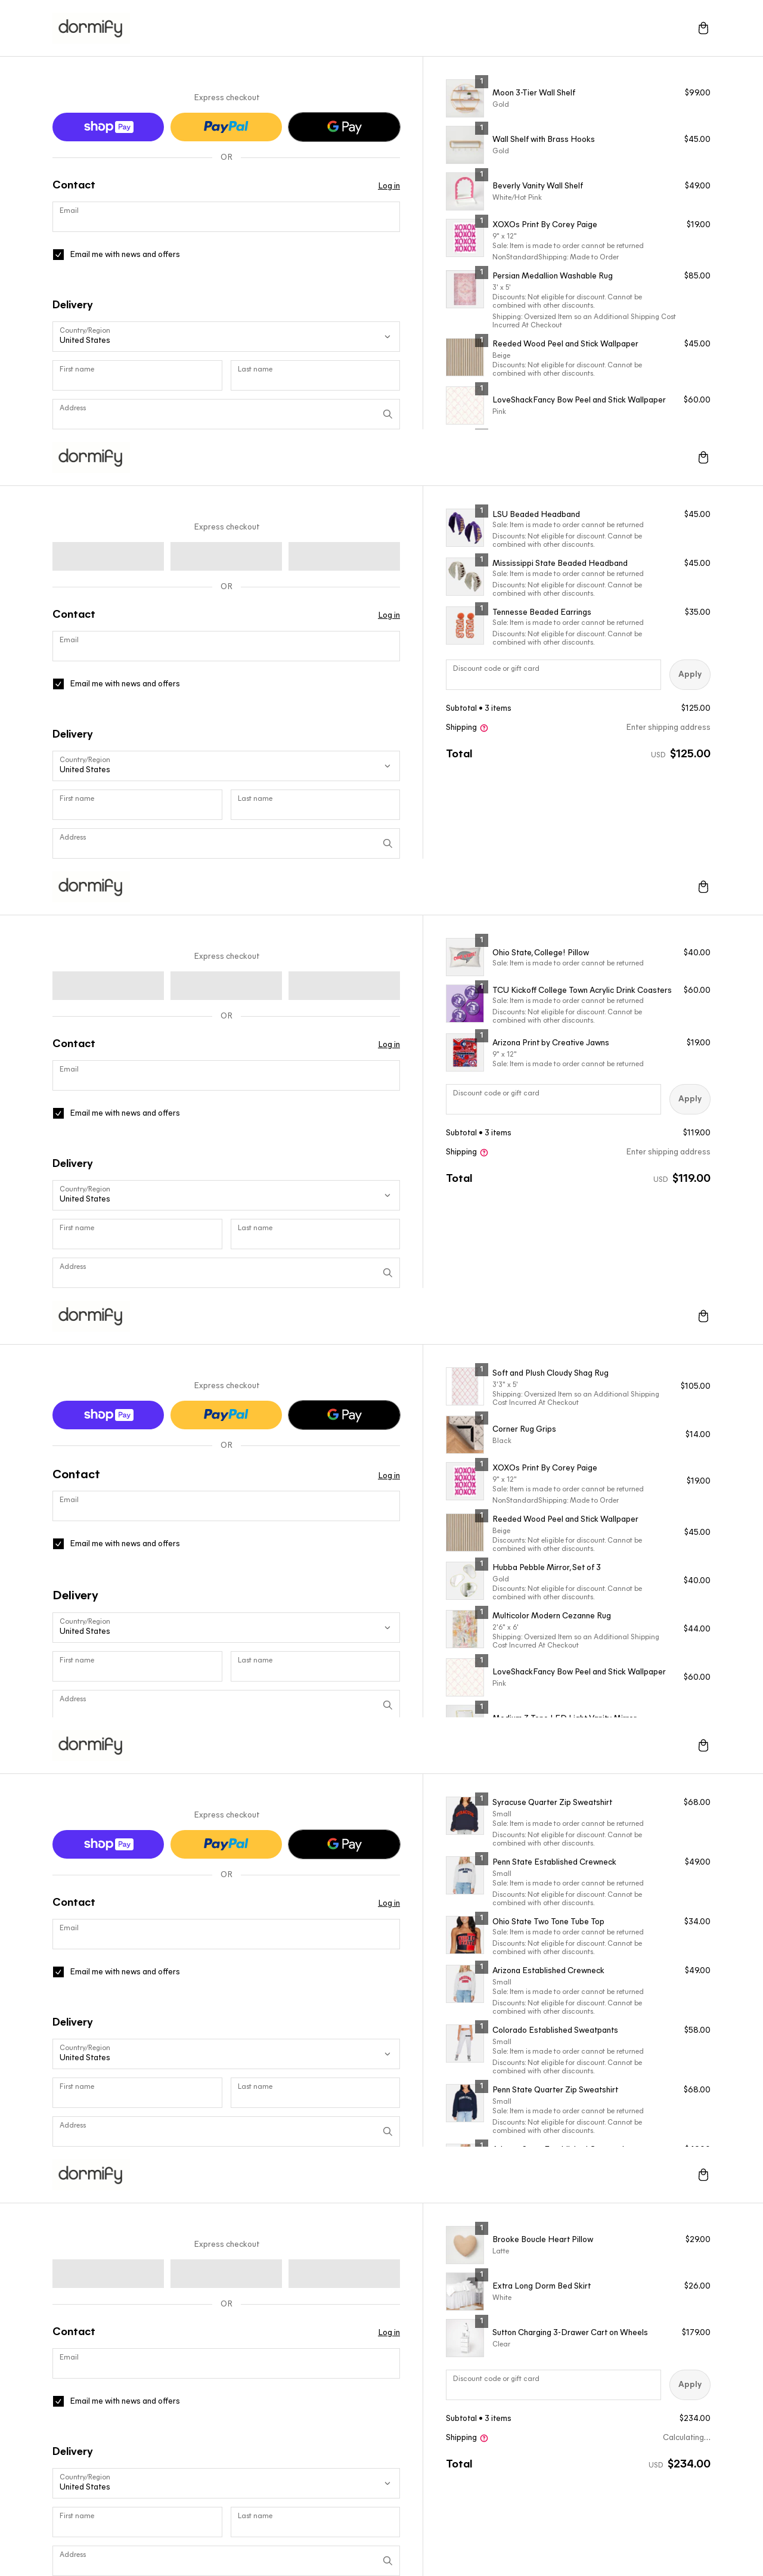 dormify
Express checkout
shop Pay
PayPal
G Pay
OR
Contact
Log in
Email
Email me with news and offers
Delivery
Country/Region
United States
First name
Last name
Address
1
Moon 3-Tier Wall Shelf
$99.00
Gold
1
Wall Shelf with Brass Hooks
$45.00
Gold
1
Beverly Vanity Wall Shelf
$49.00
White/Hot Pink
1
XOXOs Print By Corey Paige
$19.00
9" x 12"
Sale: Item is made to order cannot be returned
NonStandardShipping: Made to Order
1
Persian Medallion Washable Rug
$85.00
3' x 5'
Discounts: Not eligible for discount. Cannot be
combined with other discounts.
Shipping: Oversized Item so an Additional Shipping Cost
Incurred At Checkout
1
Reeded Wood Peel and Stick Wallpaper
$45.00
Beige
Discounts: Not eligible for discount. Cannot be
combined with other discounts.
1
LoveShackFancy Bow Peel and Stick Wallpaper
$60.00
Pink
dormify
Express checkout
OR
Contact
Log in
Email
Email me with news and offers
Delivery
Country/Region
United States
First name
Last name
Address
1
LSU Beaded Headband
$45.00
Sale: Item is made to order cannot be returned
Discounts: Not eligible for discount. Cannot be
combined with other discounts.
1
Mississippi State Beaded Headband
$45.00
Sale: Item is made to order cannot be returned
Discounts: Not eligible for discount. Cannot be
combined with other discounts.
1
Tennesse Beaded Earrings
$35.00
Sale: Item is made to order cannot be returned
Discounts: Not eligible for discount. Cannot be
combined with other discounts.
Discount code or gift card
Apply
Subtotal • 3 items
$125.00
Shipping
Enter shipping address
Total
USD $125.00
dormify
Express checkout
OR
Contact
Log in
Email
Email me with news and offers
Delivery
Country/Region
United States
First name
Last name
Address
1
Ohio State, College! Pillow
$40.00
Sale: Item is made to order cannot be returned
1
TCU Kickoff College Town Acrylic Drink Coasters
$60.00
Sale: Item is made to order cannot be returned
Discounts: Not eligible for discount. Cannot be
combined with other discounts.
1
Arizona Print by Creative Jawns
$19.00
9" x 12"
Sale: Item is made to order cannot be returned
Discount code or gift card
Apply
Subtotal • 3 items
$119.00
Shipping
Enter shipping address
Total
USD $119.00
dormify
Express checkout
shop Pay
PayPal
G Pay
OR
Contact
Log in
Email
Email me with news and offers
Delivery
Country/Region
United States
First name
Last name
Address
1
Soft and Plush Cloudy Shag Rug
$105.00
3'3" x 5'
Shipping: Oversized Item so an Additional Shipping
Cost Incurred At Checkout
1
Corner Rug Grips
$14.00
Black
1
XOXOs Print By Corey Paige
$19.00
9" x 12"
Sale: Item is made to order cannot be returned
NonStandardShipping: Made to Order
1
Reeded Wood Peel and Stick Wallpaper
$45.00
Beige
Discounts: Not eligible for discount. Cannot be
combined with other discounts.
1
Hubba Pebble Mirror, Set of 3
$40.00
Gold
Discounts: Not eligible for discount. Cannot be
combined with other discounts.
1
Multicolor Modern Cezanne Rug
$44.00
2'6" x 6'
Shipping: Oversized Item so an Additional Shipping
Cost Incurred At Checkout
1
LoveShackFancy Bow Peel and Stick Wallpaper
$60.00
Pink
1
dormify
Express checkout
shop Pay
PayPal
G Pay
OR
Contact
Log in
Email
Email me with news and offers
Delivery
Country/Region
United States
First name
Last name
Address
1
Syracuse Quarter Zip Sweatshirt
$68.00
Small
Sale: Item is made to order cannot be returned
Discounts: Not eligible for discount. Cannot be
combined with other discounts.
1
Penn State Established Crewneck
$49.00
Small
Sale: Item is made to order cannot be returned
Discounts: Not eligible for discount. Cannot be
combined with other discounts.
1
Ohio State Two Tone Tube Top
$34.00
Sale: Item is made to order cannot be returned
Discounts: Not eligible for discount. Cannot be
combined with other discounts.
1
Arizona Established Crewneck
$49.00
Small
Sale: Item is made to order cannot be returned
Discounts: Not eligible for discount. Cannot be
combined with other discounts.
1
Colorado Established Sweatpants
$58.00
Small
Sale: Item is made to order cannot be returned
Discounts: Not eligible for discount. Cannot be
combined with other discounts.
1
Penn State Quarter Zip Sweatshirt
$68.00
Small
Sale: Item is made to order cannot be returned
Discounts: Not eligible for discount. Cannot be
combined with other discounts.
1
dormify
Express checkout
OR
Contact
Log in
Email
Email me with news and offers
Delivery
Country/Region
United States
First name
Last name
Address
1
Brooke Boucle Heart Pillow
$29.00
Latte
1
Extra Long Dorm Bed Skirt
$26.00
White
1
Sutton Charging 3-Drawer Cart on Wheels
$179.00
Clear
Discount code or gift card
Apply
Subtotal • 3 items
$234.00
Shipping
Calculating...
Total
USD $234.00